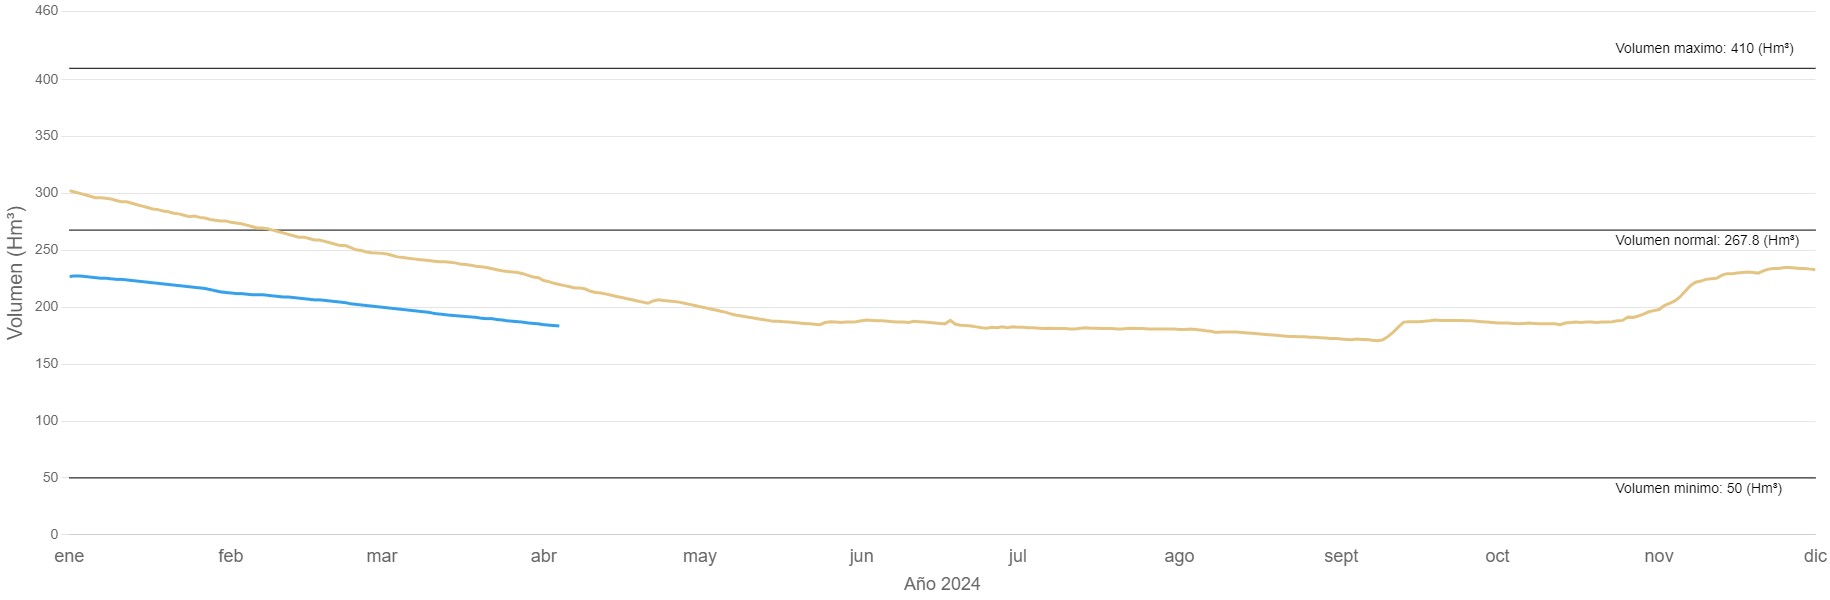 460
Volumen maximo: 410 (Hm³)
400
350
300
250
Volumen normal: 267.8 (Hm³)
Volumen (Hm³)
200
150
100
50
Volumen minimo: 50 (Hm³)
0
ene feb mar abr may jun jul ago sept oct nov dic
Año 2024